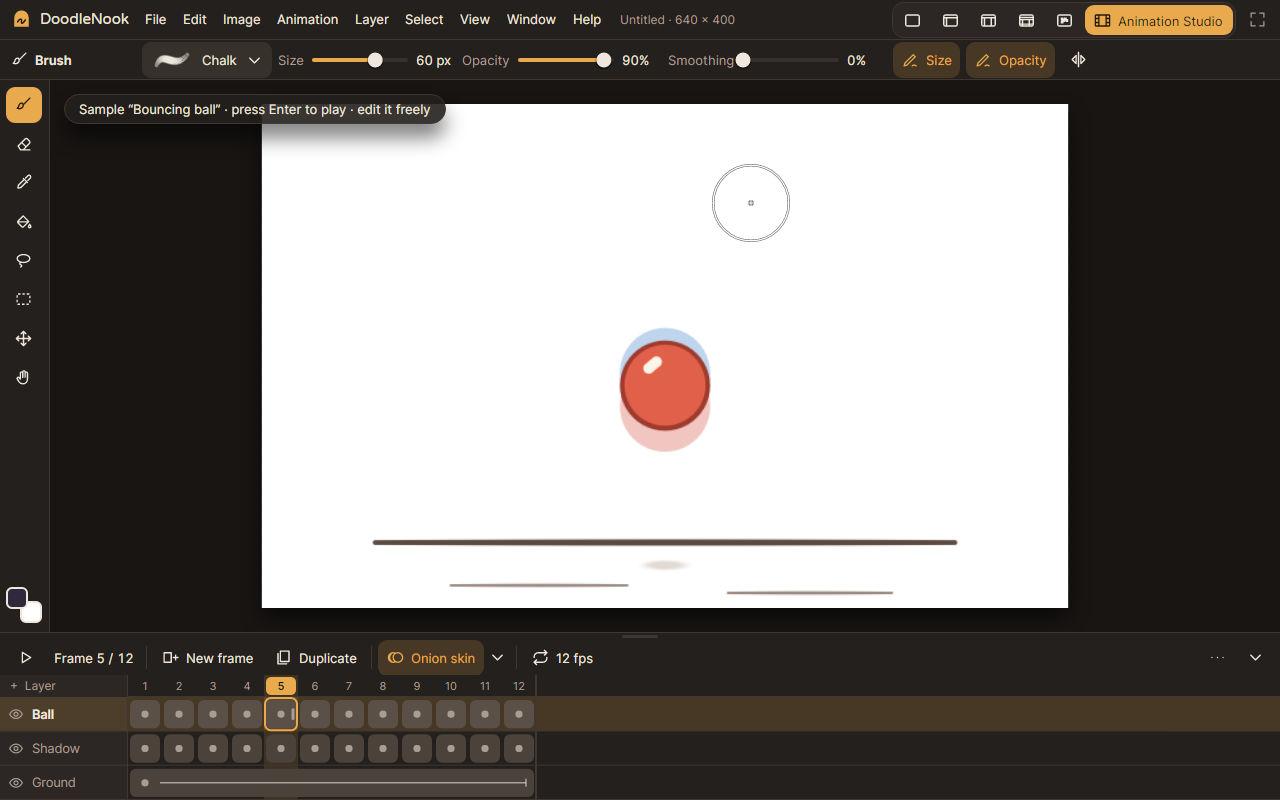 DoodleNook File Edit Image Animation Layer Select View Window Help Untitled · 640 × 400 Animation Studio
Brush Chalk Size 60 px Opacity 90% Smoothing 0% Size Opacity
Sample “Bouncing ball” · press Enter to play · edit it freely
Frame 5 / 12 New frame Duplicate Onion skin 12 fps ···
+ Layer 1 2 3 4 5 6 7 8 9 10 11 12
Ball
Shadow
Ground